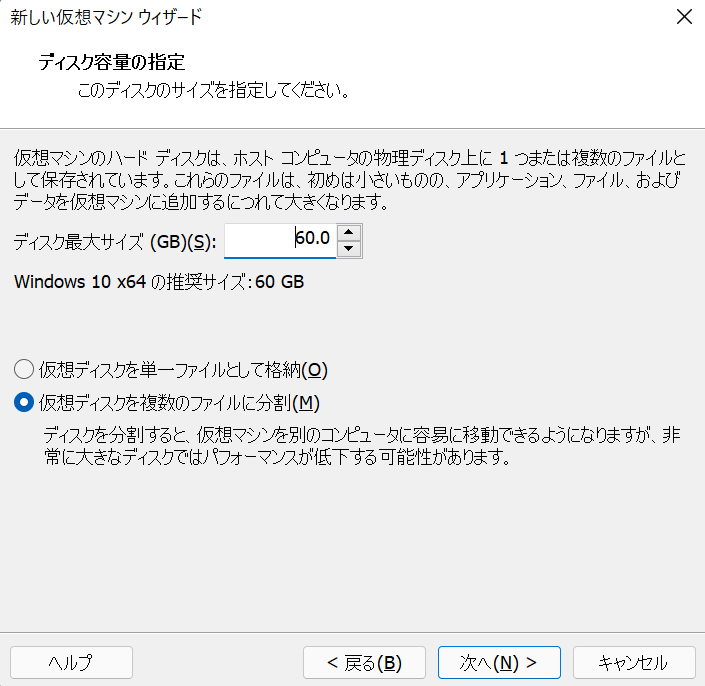 新しい仮想マシン ウィザード
ディスク容量の指定
このディスクのサイズを指定してください。
仮想マシンのハード ディスクは、ホスト コンピュータの物理ディスク上に 1 つまたは複数のファイルと
して保存されています。これらのファイルは、初めは小さいものの、アプリケーション、ファイル、および
データを仮想マシンに追加するにつれて大きくなります。
ディスク最大サイズ (GB)(S): 60.0
Windows 10 x64 の推奨サイズ: 60 GB
仮想ディスクを単一ファイルとして格納(O)
仮想ディスクを複数のファイルに分割(M)
ディスクを分割すると、仮想マシンを別のコンピュータに容易に移動できるようになりますが、非
常に大きなディスクではパフォーマンスが低下する可能性があります。
ヘルプ < 戻る(B) 次へ(N) > キャンセル